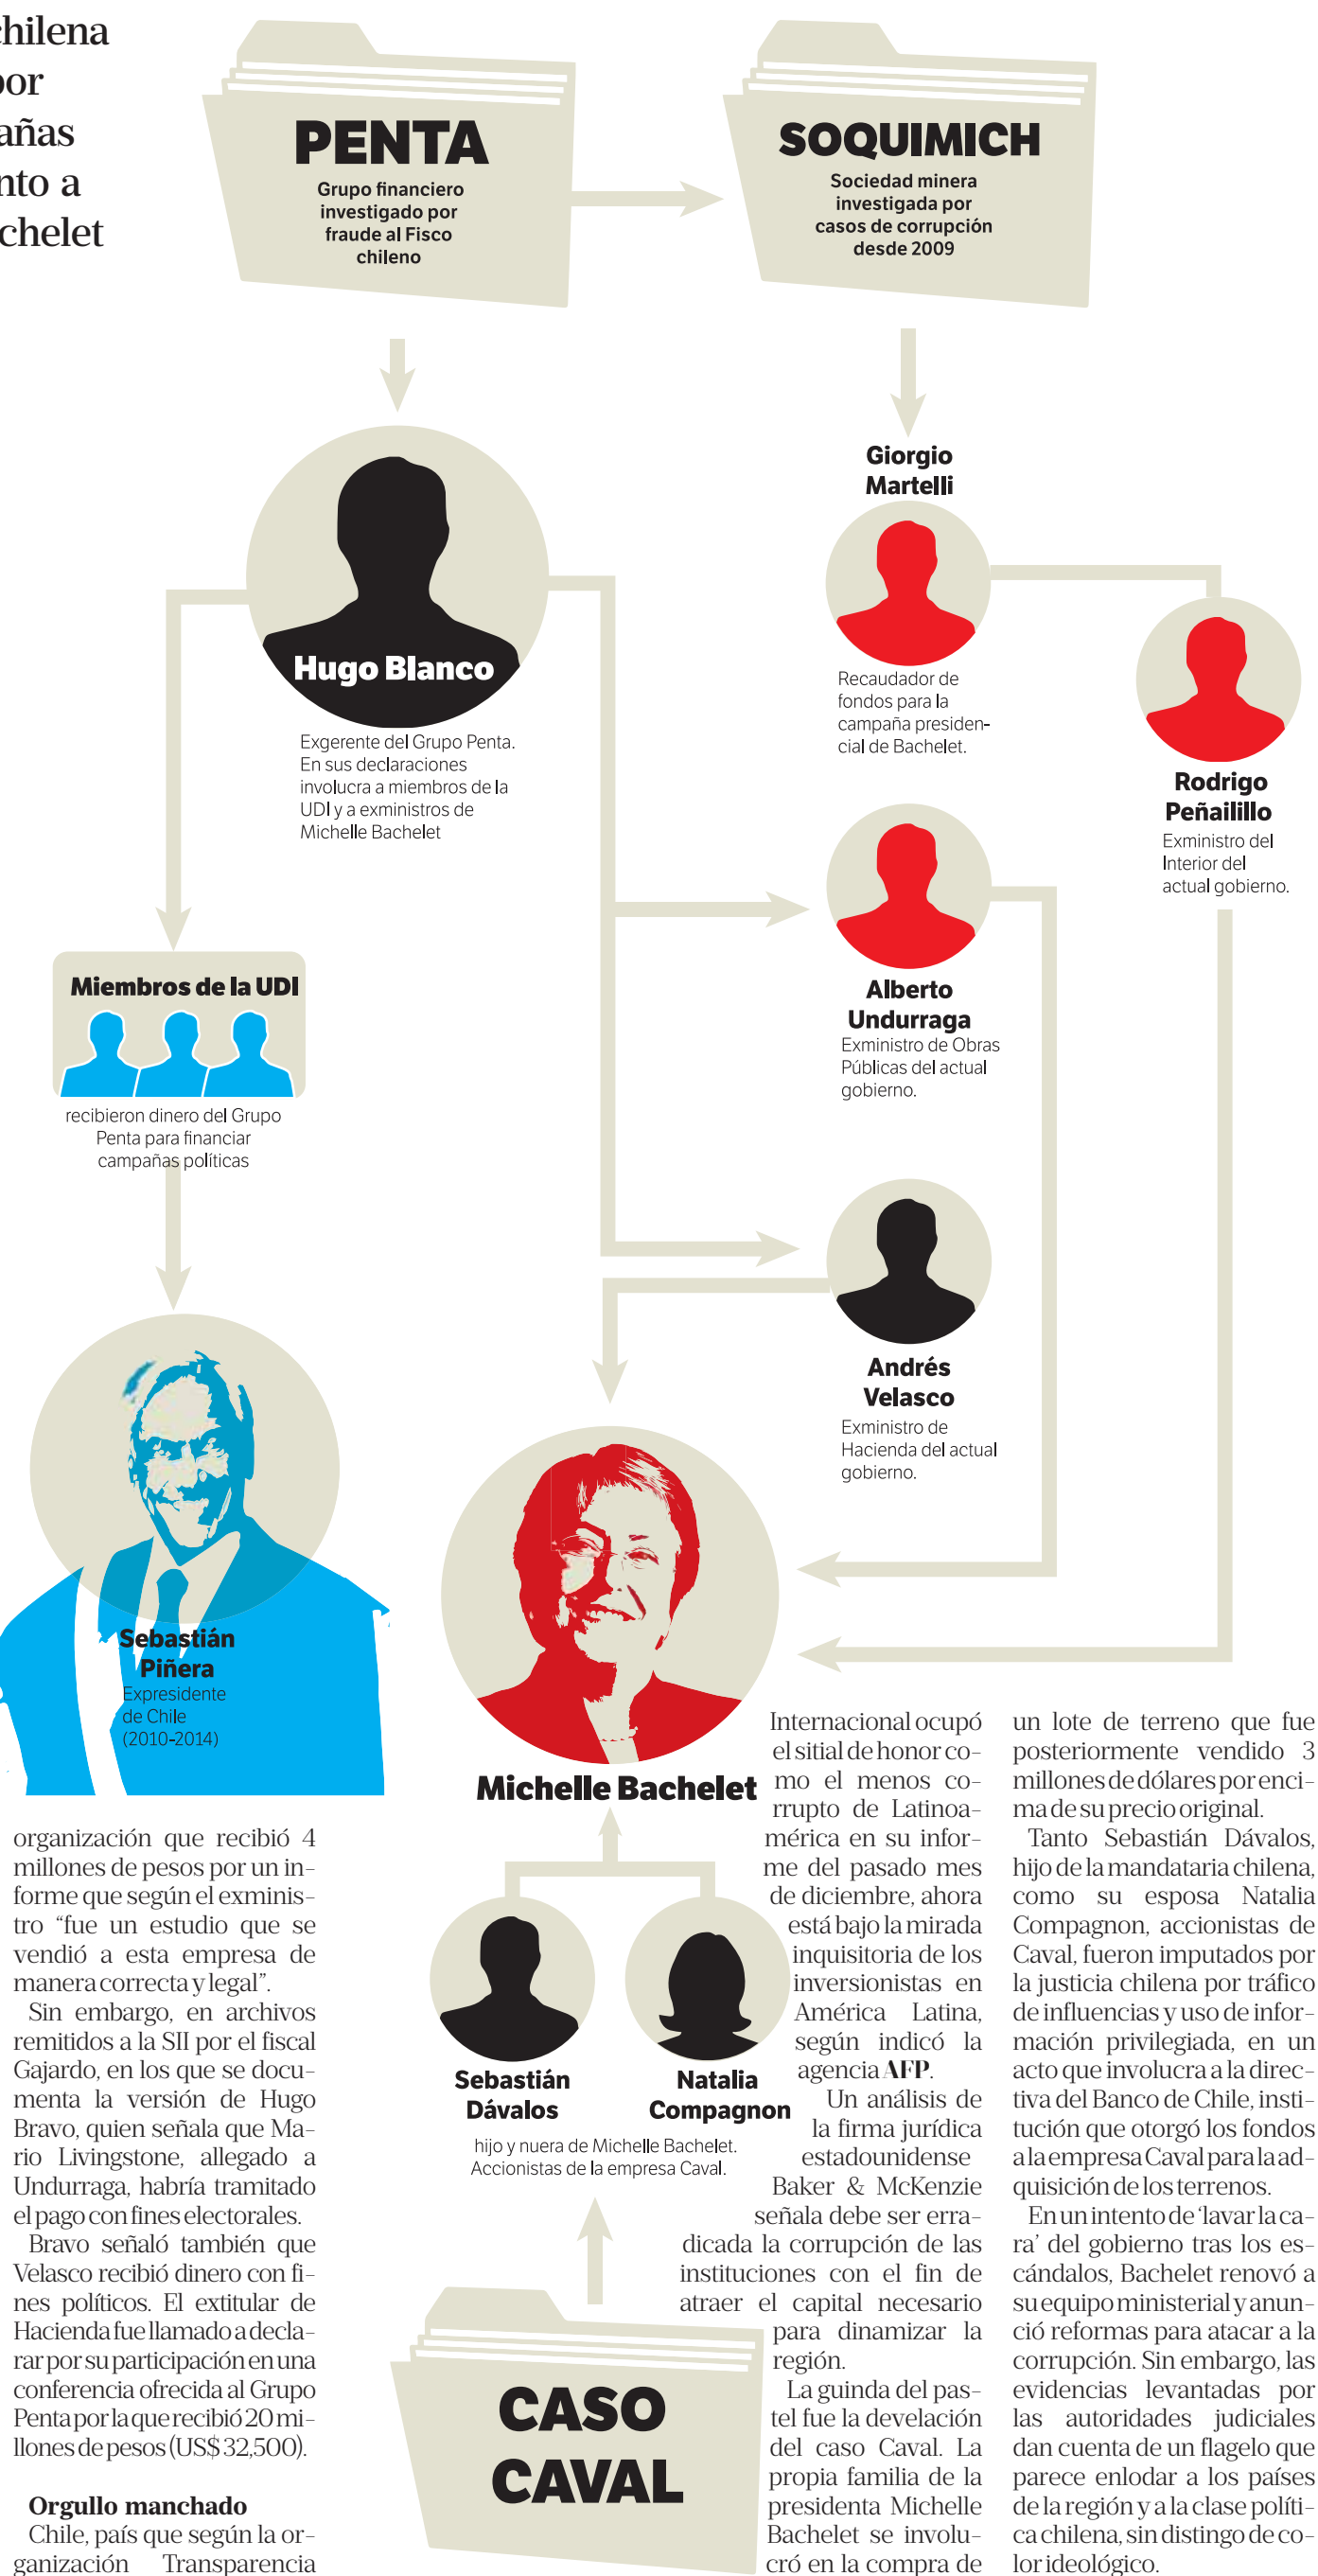 chilena
por
añas
nto a
chelet
PENTA
Grupo financiero
investigado por
fraude al Fisco
chileno
SOQUIMICH
Sociedad minera
investigada por
casos de corrupción
desde 2009
Hugo Blanco
Exgerente del Grupo Penta.
En sus declaraciones
involucra a miembros de la
UDI y a exministros de
Michelle Bachelet
Giorgio
Martelli
Recaudador de
fondos para la
campaña presiden-
cial de Bachelet.
Rodrigo
Peñailillo
Exministro del
Interior del
actual gobierno.
Alberto
Undurraga
Exministro de Obras
Públicas del actual
gobierno.
Miembros de la UDI
recibieron dinero del Grupo
Penta para financiar
campañas políticas
Andrés
Velasco
Exministro de
Hacienda del actual
gobierno.
Sebastián
Piñera
Expresidente
de Chile
(2010-2014)
Michelle Bachelet
Sebastián
Dávalos
Natalia
Compagnon
hijo y nuera de Michelle Bachelet.
Accionistas de la empresa Caval.
CASO
CAVAL
organización que recibió 4
millones de pesos por un in-
forme que según el exminis-
tro “fue un estudio que se
vendió a esta empresa de
manera correcta y legal”.
Sin embargo, en archivos
remitidos a la SII por el fiscal
Gajardo, en los que se docu-
menta la versión de Hugo
Bravo, quien señala que Ma-
rio Livingstone, allegado a
Undurraga, habría tramitado
el pago con fines electorales.
Bravo señaló también que
Velasco recibió dinero con fi-
nes políticos. El extitular de
Hacienda fue llamado a decla-
rar por su participación en una
conferencia ofrecida al Grupo
Penta por la que recibió 20 mi-
llones de pesos (US$ 32,500).
Orgullo manchado
Chile, país que según la or-
ganización Transparencia
Internacional ocupó
el sitial de honor co-
mo el menos co-
rrupto de Latinoa-
mérica en su infor-
me del pasado mes
de diciembre, ahora
está bajo la mirada
inquisitoria de los
inversionistas en
América Latina,
según indicó la
agencia AFP.
Un análisis de
la firma jurídica
estadounidense
Baker & McKenzie
señala debe ser erra-
dicada la corrupción de las
instituciones con el fin de
atraer el capital necesario
para dinamizar la
región.
La guinda del pas-
tel fue la develación
del caso Caval. La
propia familia de la
presidenta Michelle
Bachelet se involu-
cró en la compra de
un lote de terreno que fue
posteriormente vendido 3
millones de dólares por enci-
ma de su precio original.
Tanto Sebastián Dávalos,
hijo de la mandataria chilena,
como su esposa Natalia
Compagnon, accionistas de
Caval, fueron imputados por
la justicia chilena por tráfico
de influencias y uso de infor-
mación privilegiada, en un
acto que involucra a la direc-
tiva del Banco de Chile, insti-
tución que otorgó los fondos
a la empresa Caval para la ad-
quisición de los terrenos.
En un intento de ‘lavar la ca-
ra’ del gobierno tras los es-
cándalos, Bachelet renovó a
su equipo ministerial y anun-
ció reformas para atacar a la
corrupción. Sin embargo, las
evidencias levantadas por
las autoridades judiciales
dan cuenta de un flagelo que
parece enlodar a los países
de la región y a la clase políti-
ca chilena, sin distingo de co-
lor ideológico.